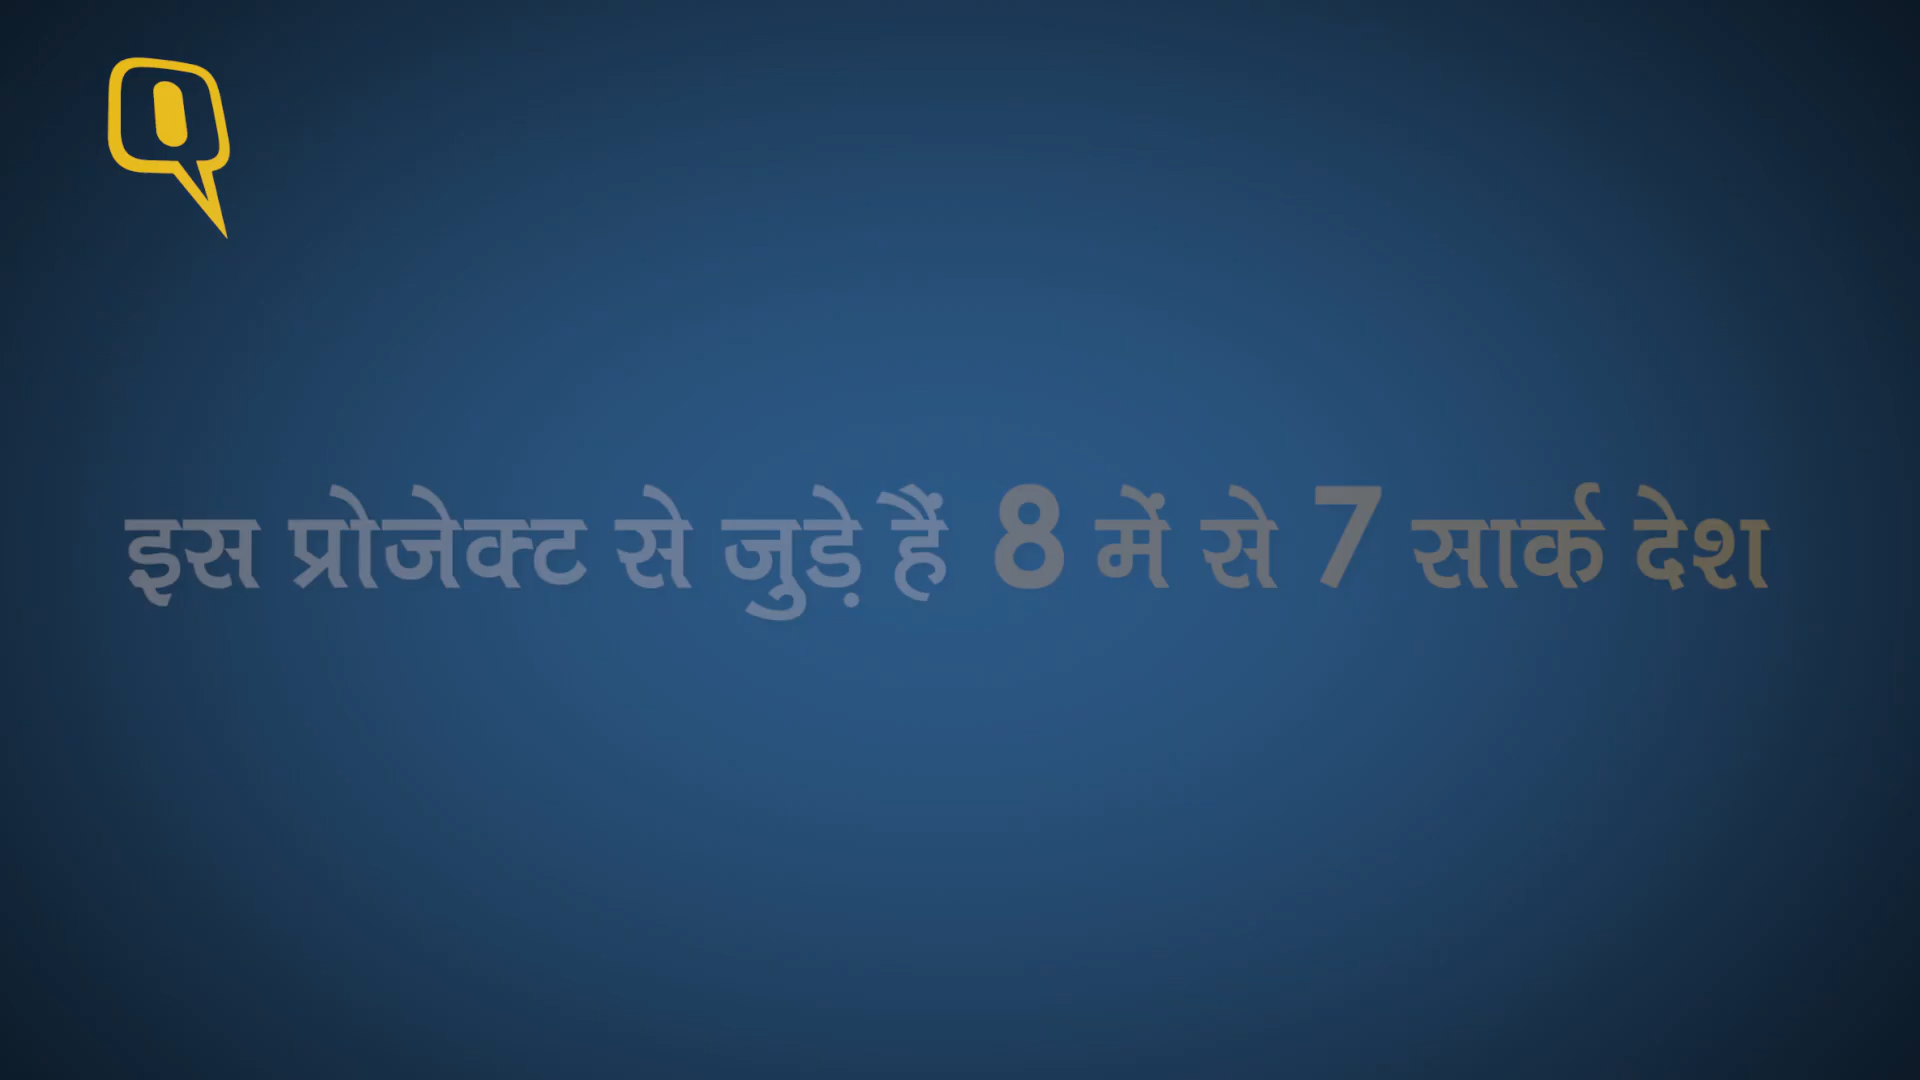 इस प्रोजेक्ट से जुड़े हैं 8 में से 7 सार्क देश